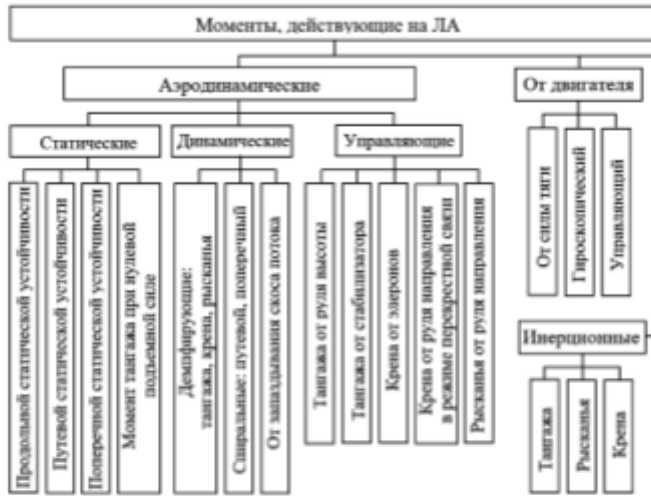 Моменты, действующие на ЛА
Аэродинамические
От двигателя
Статические
Динамические
Управляющие
Продольной статической устойчивости
Путевой статической устойчивости
Поперечной статической устойчивости
Момент тангажа при нулевой
подъемной силе
Демпфирующие:
тангажа, крена, рысканья
Спиральные: путевой, поперечный
От запаздывания скоса потока
Тангажа от руля высоты
Тангажа от стабилизатора
Крена от элеронов
Крена от руля направления
в режиме перекрестной связи
Рысканья от руля направления
От силы тяги
Гироскопический
Управляющий
Инерционные
Тангажа
Рысканья
Крена